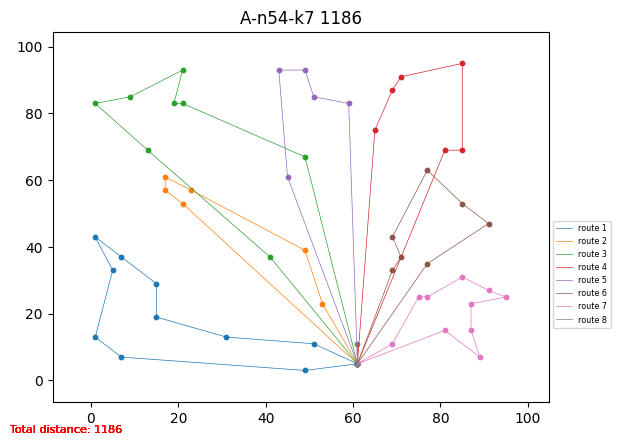 A-n54-k7 1186
100
80
60
40
20
0
0 20 40 60 80 100
route 1
route 2
route 3
route 4
route 5
route 6
route 7
route 8
Total distance: 1186